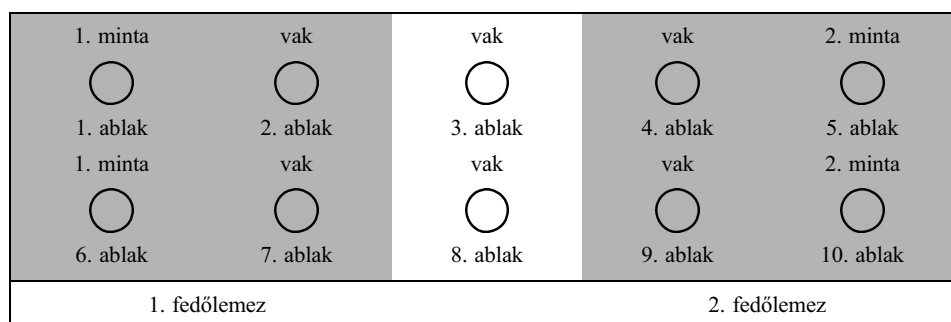 1. minta vak vak vak 2. minta
1. ablak 2. ablak 3. ablak 4. ablak 5. ablak
1. minta vak vak vak 2. minta
6. ablak 7. ablak 8. ablak 9. ablak 10. ablak
1. fedőlemez 2. fedőlemez